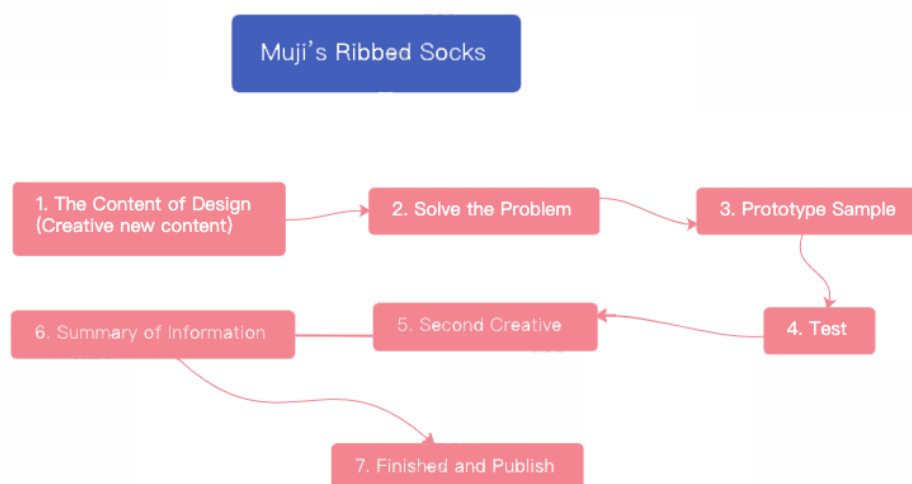 Muji's Ribbed Socks
1. The Content of Design
(Creative new content)
2. Solve the Problem
3. Prototype Sample
4. Test
5. Second Creative
6. Summary of Information
7. Finished and Publish